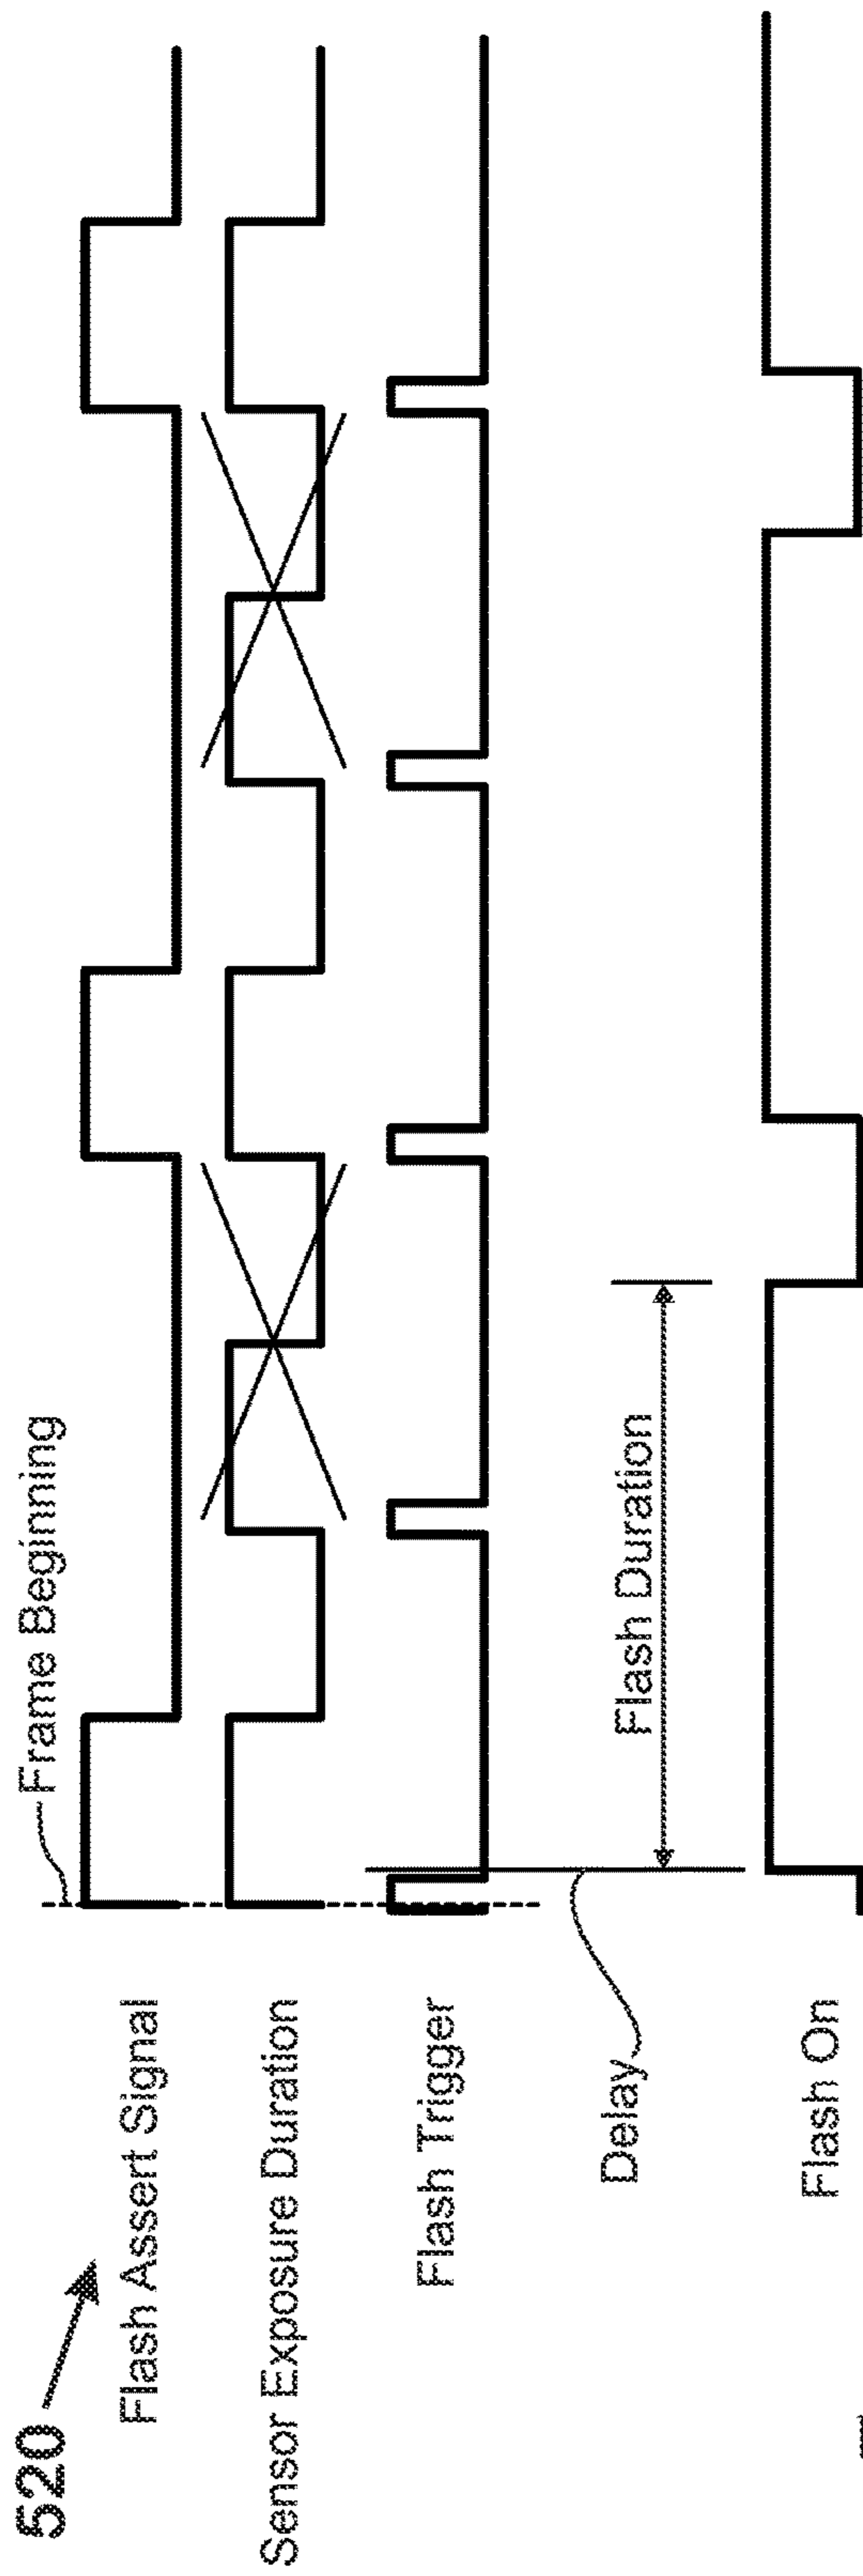 520
Frame Beginning
Flash Assert Signal
Sensor Exposure Duration
Flash Trigger
Flash Duration
Delay
Flash On